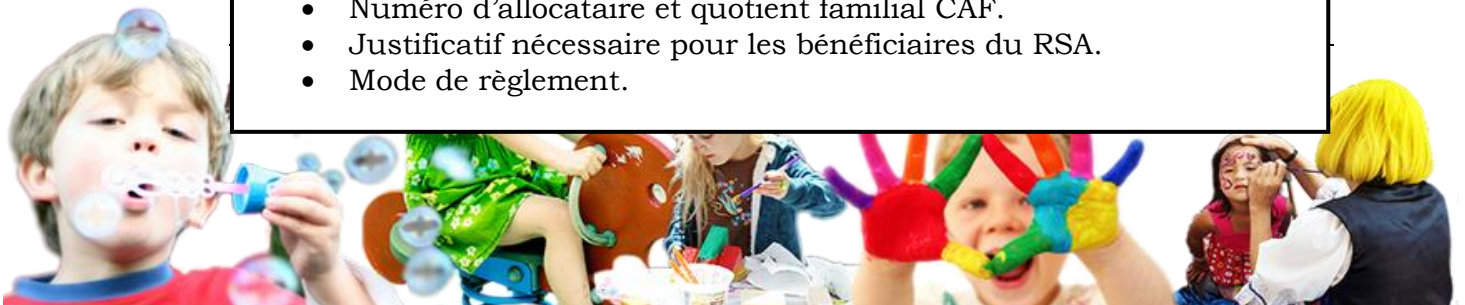 • Numéro d'allocataire et quotient familial CAF.
• Justificatif nécessaire pour les bénéficiaires du RSA.
• Mode de règlement.